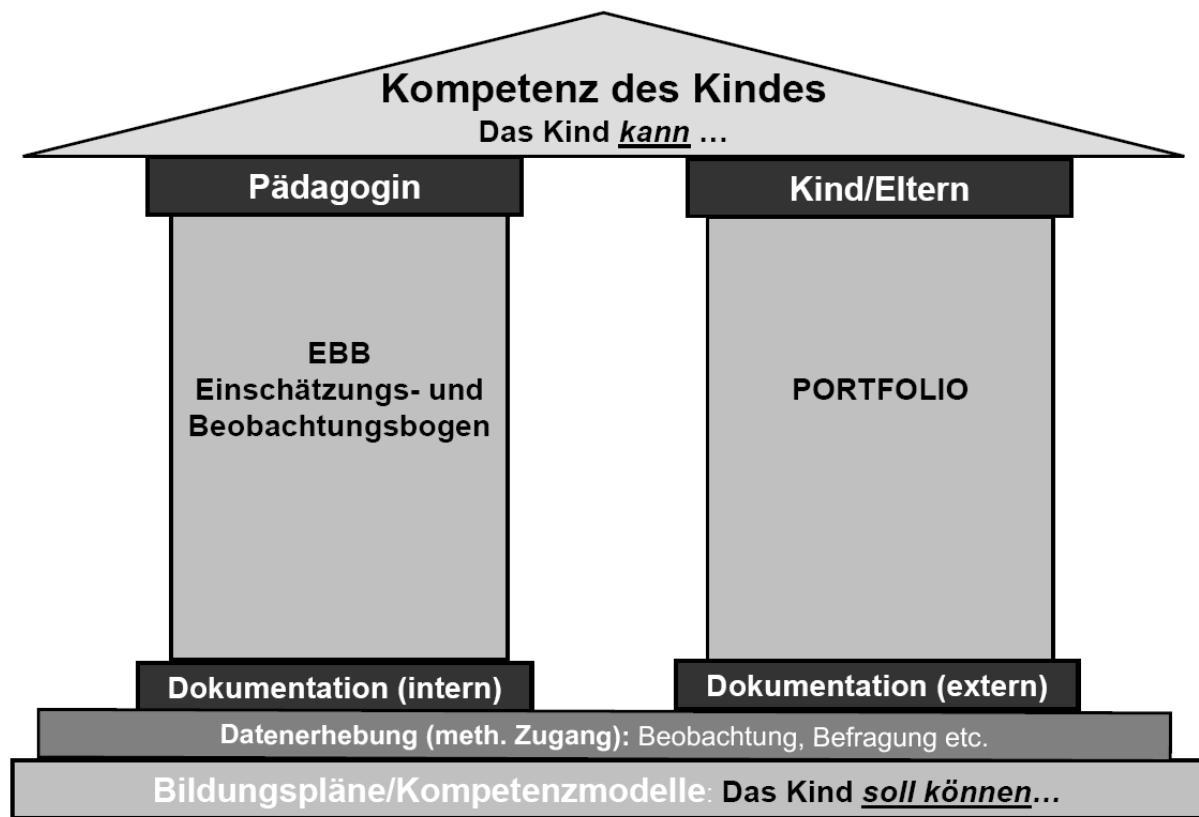 Kompetenz des Kindes
Das Kind kann …
Pädagogin
Kind/Eltern
EBB
Einschätzungs- und
Beobachtungsbogen
PORTFOLIO
Dokumentation (intern)
Dokumentation (extern)
Datenerhebung (meth. Zugang): Beobachtung, Befragung etc.
Bildungspläne/Kompetenzmodelle: Das Kind soll können…